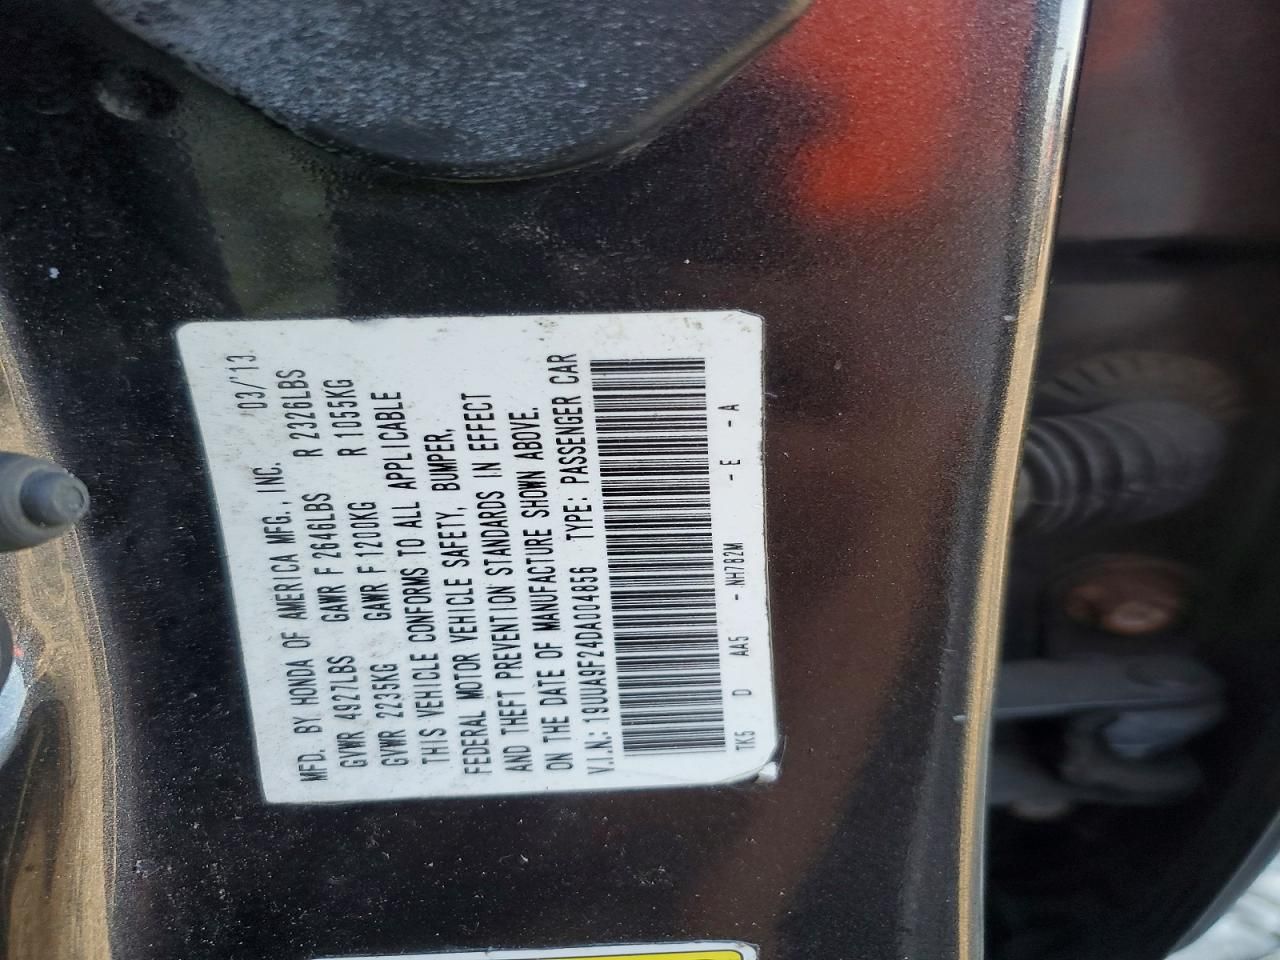 MFD. BY HONDA OF AMERICA MFG., INC. 03/'13
GVWR 4927LBS GAWR F 2646LBS R 2326LBS
GVWR 2235KG GAWR F 1200KG R 1055KG
THIS VEHICLE CONFORMS TO ALL APPLICABLE
FEDERAL MOTOR VEHICLE SAFETY, BUMPER,
AND THEFT PREVENTION STANDARDS IN EFFECT
ON THE DATE OF MANUFACTURE SHOWN ABOVE.
V.I.N.: 19UUA9F24DA004856 TYPE: PASSENGER CAR
TK5 D AA5 - NH782M - E - A